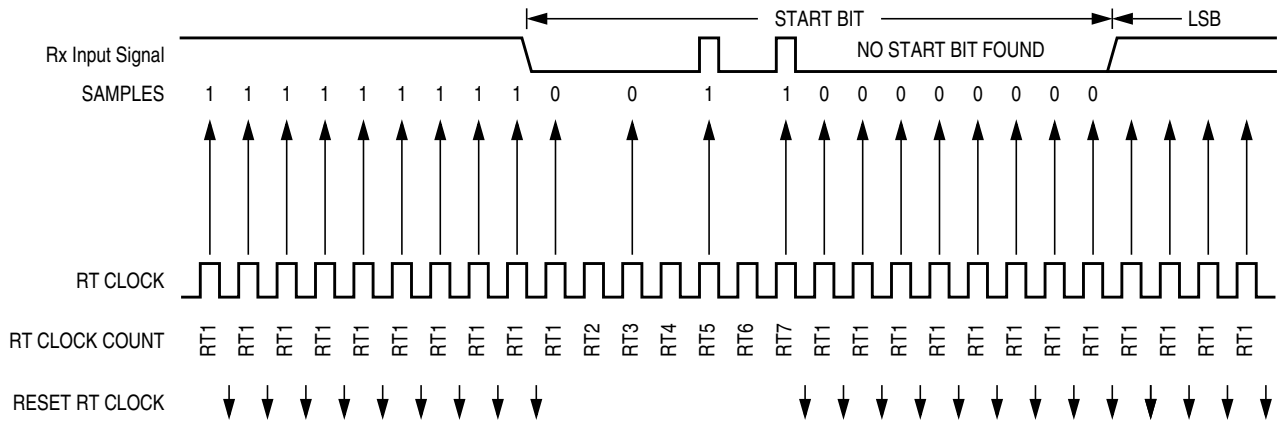 START BIT LSB
Rx Input Signal NO START BIT FOUND
SAMPLES 1 1 1 1 1 1 1 1 1 0 0 1 1 0 0 0 0 0 0 0 0
RT CLOCK
RT CLOCK COUNT RT1 RT1 RT1 RT1 RT1 RT1 RT1 RT1 RT1 RT1 RT2 RT3 RT4 RT5 RT6 RT7 RT1 RT1 RT1 RT1 RT1 RT1 RT1 RT1 RT1 RT1 RT1 RT1
RESET RT CLOCK